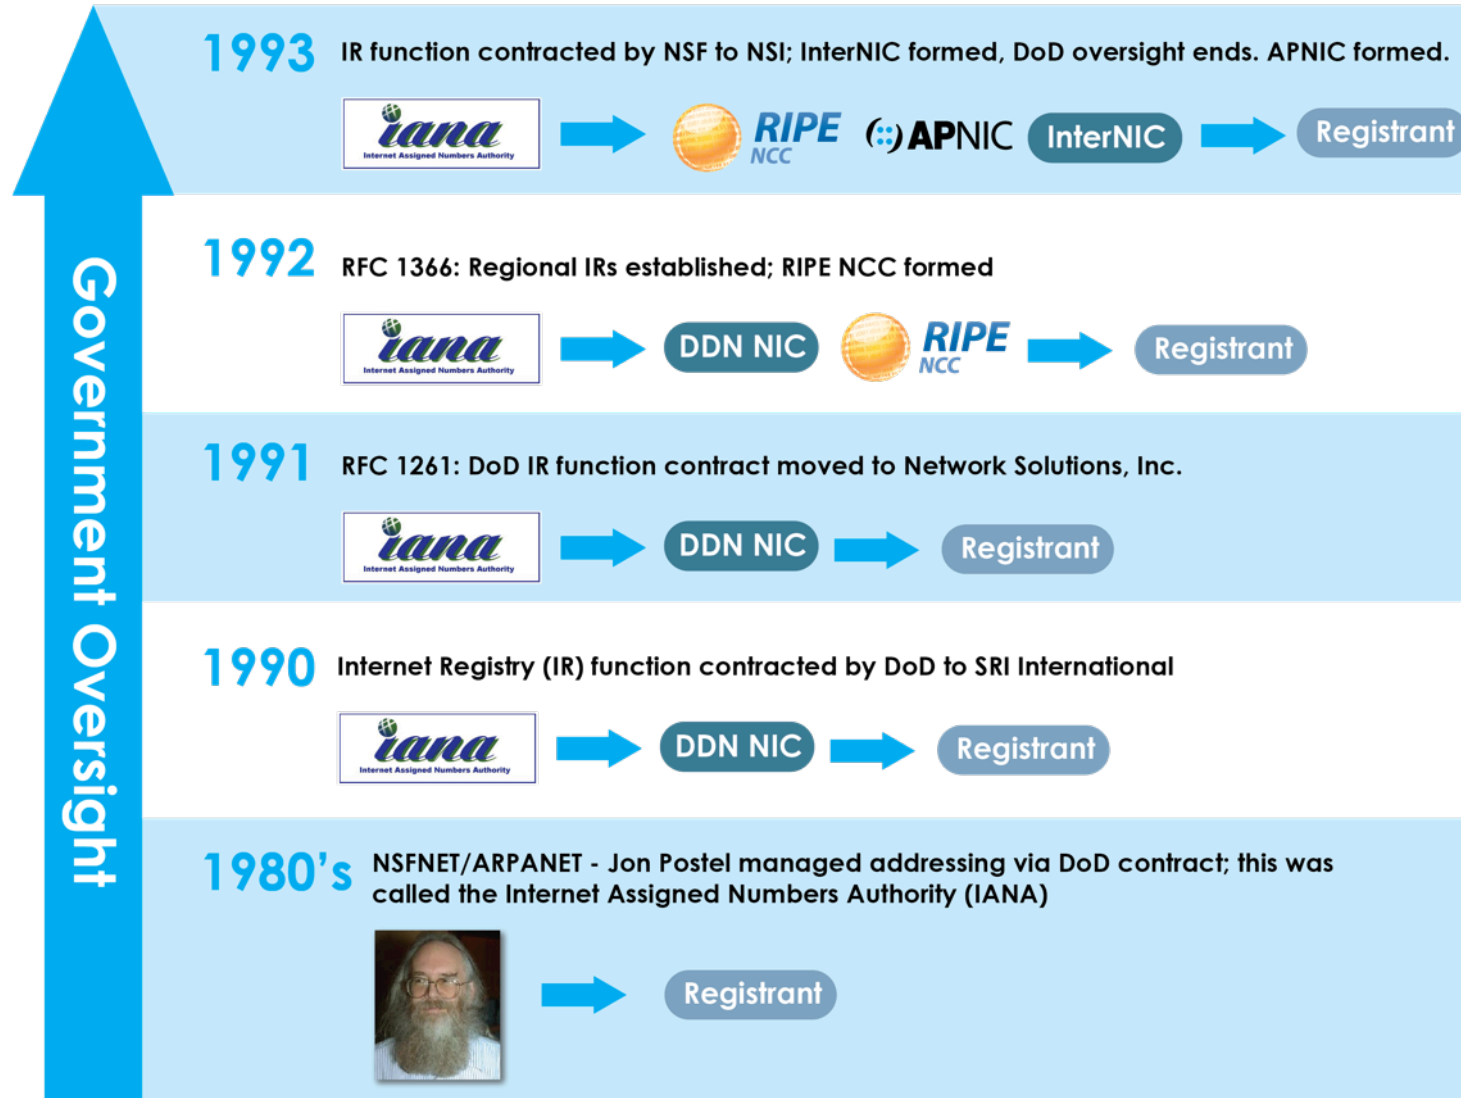 1993 IR function contracted by NSF to NSI; InterNIC formed, DoD oversight ends. APNIC formed.
iana
Internet Assigned Numbers Authority
RIPE
NCC
(::) APNIC
InterNIC
Registrant
1992 RFC 1366: Regional IRs established; RIPE NCC formed
iana
Internet Assigned Numbers Authority
DDN NIC
RIPE
NCC
Registrant
1991 RFC 1261: DoD IR function contract moved to Network Solutions, Inc.
iana
Internet Assigned Numbers Authority
DDN NIC
Registrant
1990 Internet Registry (IR) function contracted by DoD to SRI International
iana
Internet Assigned Numbers Authority
DDN NIC
Registrant
1980's NSFNET/ARPANET - Jon Postel managed addressing via DoD contract; this was
called the Internet Assigned Numbers Authority (IANA)
Registrant
Government Oversight